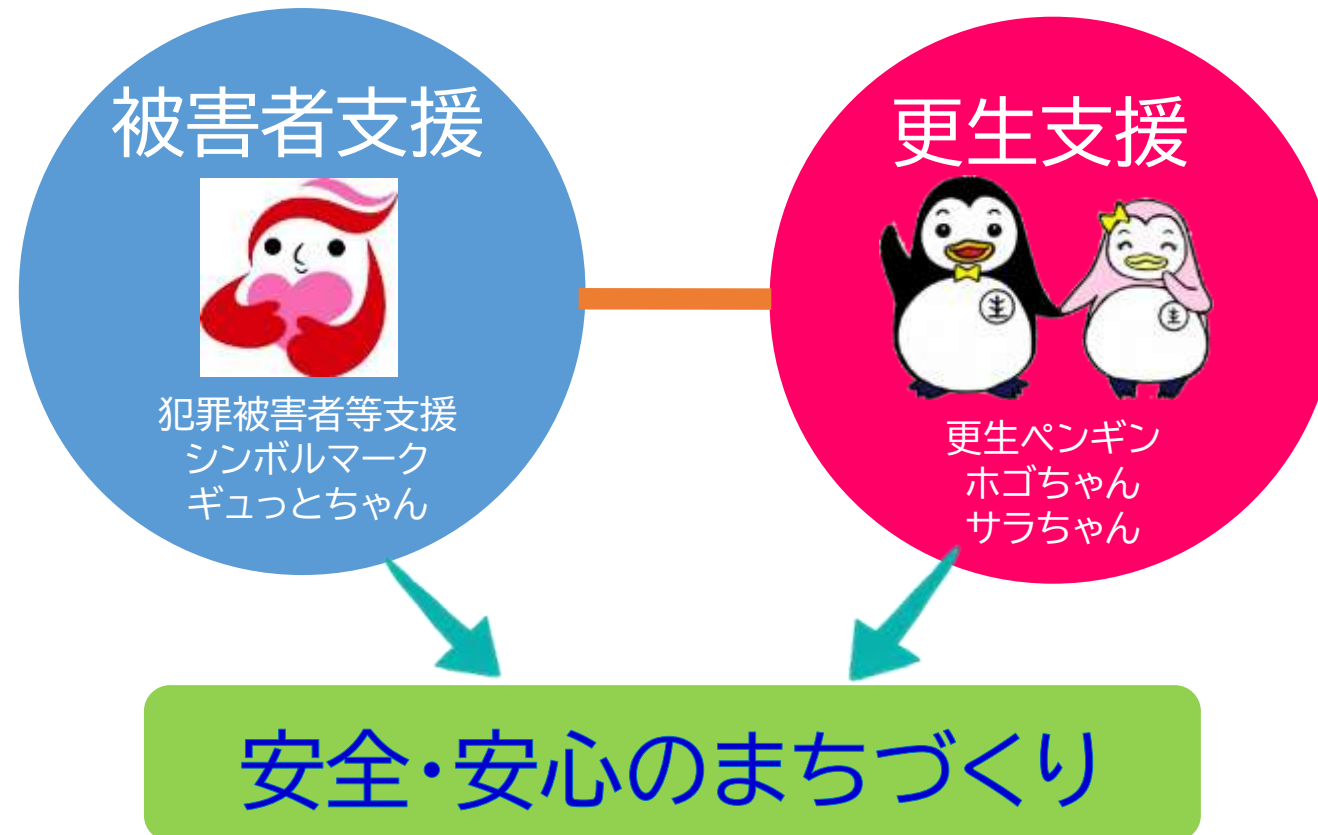 被害者支援
犯罪被害者等支援
シンボルマーク
ギュっとちゃん
更生支援
更生ペンギン
ホゴちゃん
サラちゃん
安全・安心のまちづくり